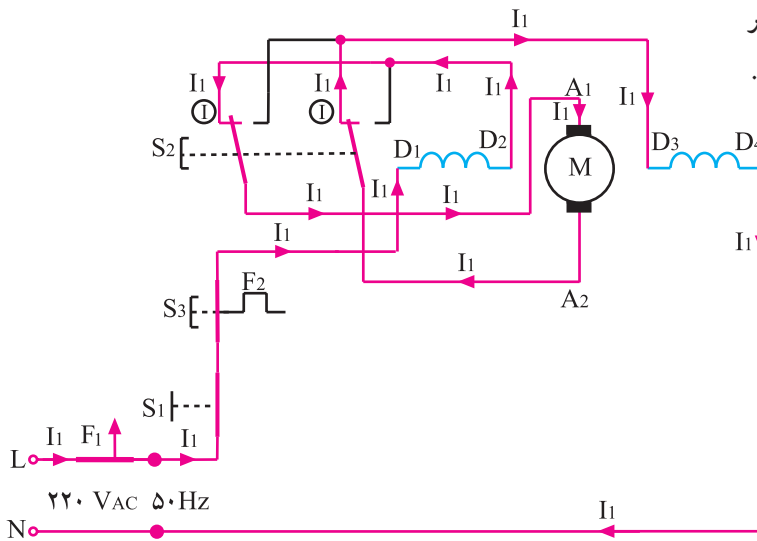 I1
ر
I1 I1 I1 I1 I1 A1
I I I1
S2
D1 D2 M D3 D4
I1
I1 I1
I1 I1
I1
F2 A2
S3
S1
I1 F1 I1
L
۲۲۰ VAC ۵۰Hz
I1
N